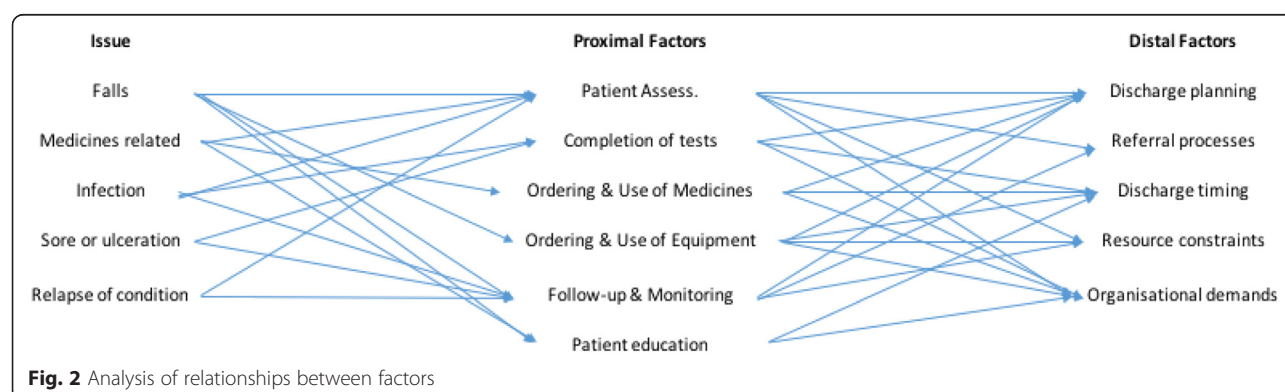 Issue Proximal Factors Distal Factors
Falls Patient Assess. Discharge planning
Medicines related Completion of tests Referral processes
Infection Ordering & Use of Medicines Discharge timing
Sore or ulceration Ordering & Use of Equipment Resource constraints
Relapse of condition Follow-up & Monitoring Organisational demands
Patient education
Fig. 2 Analysis of relationships between factors